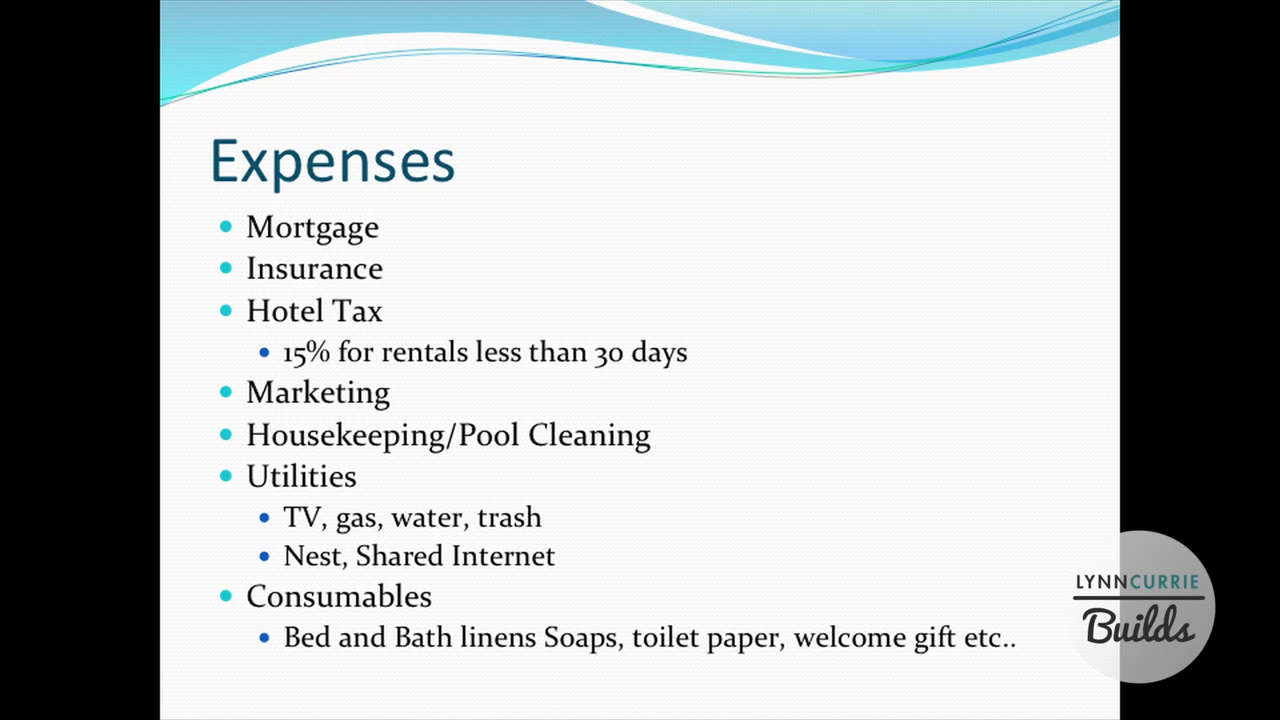 Expenses
Mortgage
Insurance
Hotel Tax
15% for rentals less than 30 days
Marketing
Housekeeping/Pool Cleaning
Utilities
TV, gas, water, trash
Nest, Shared Internet
Consumables
Bed and Bath linens Soaps, toilet paper, welcome gift etc..
LYNNCURRIE
Builds